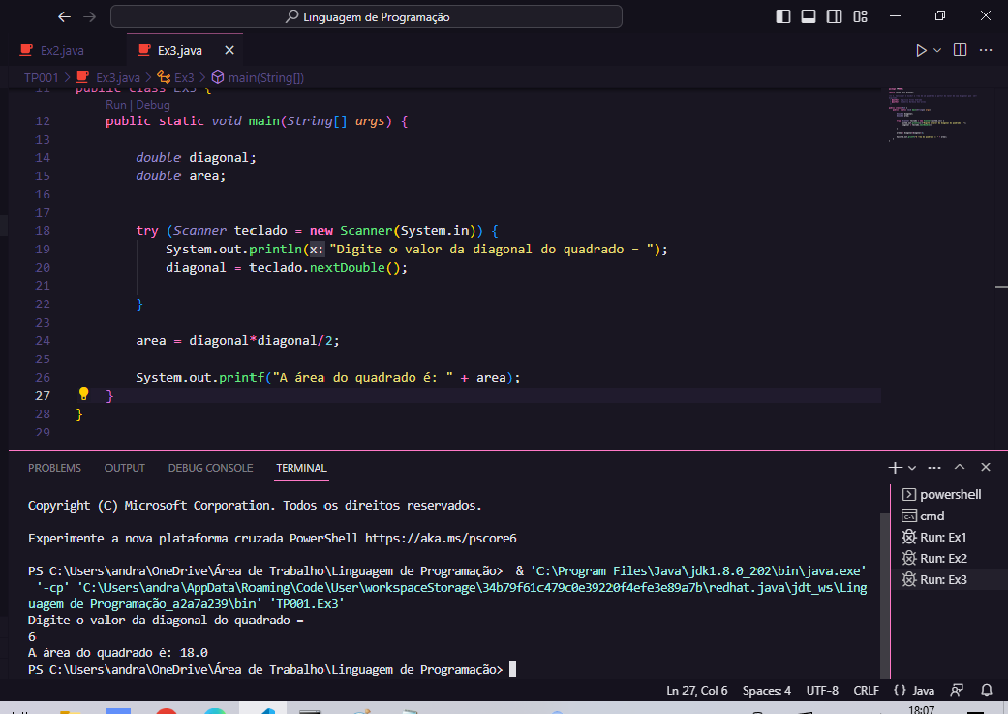 Linguagem de Programação
Ex2.java
Ex3.java
TP001 > Ex3.java > Ex3 > main(String[])
11 public class Ex3 {
Run | Debug
12 public static void main(String[] args) {
13
14 double diagonal;
15 double area;
16
17
18 try (Scanner teclado = new Scanner(System.in)) {
19 System.out.println(x: "Digite o valor da diagonal do quadrado - ");
20 diagonal = teclado.nextDouble();
21
22 }
23
24 area = diagonal*diagonal/2;
25
26 System.out.printf("A área do quadrado é: " + area);
27 }
28 }
29
PROBLEMS OUTPUT DEBUG CONSOLE TERMINAL
Copyright (C) Microsoft Corporation. Todos os direitos reservados.
Experimente a nova plataforma cruzada PowerShell https://aka.ms/pscore6
PS C:\Users\andra\OneDrive\Área de Trabalho\Linguagem de Programação> & 'C:\Program Files\Java\jdk1.8.0_202\bin\java.exe'
'-cp' 'C:\Users\andra\AppData\Roaming\Code\User\workspaceStorage\34b79f61c479c0e39220f4efe3e89a7b\redhat.java\jdt_ws\Ling
uagem de Programação_a2a7a239\bin' 'TP001.Ex3'
Digite o valor da diagonal do quadrado -
6
A área do quadrado é: 18.0
PS C:\Users\andra\OneDrive\Área de Trabalho\Linguagem de Programação>
powershell
cmd
Run: Ex1
Run: Ex2
Run: Ex3
Ln 27, Col 6 Spaces: 4 UTF-8 CRLF {} Java
18:07